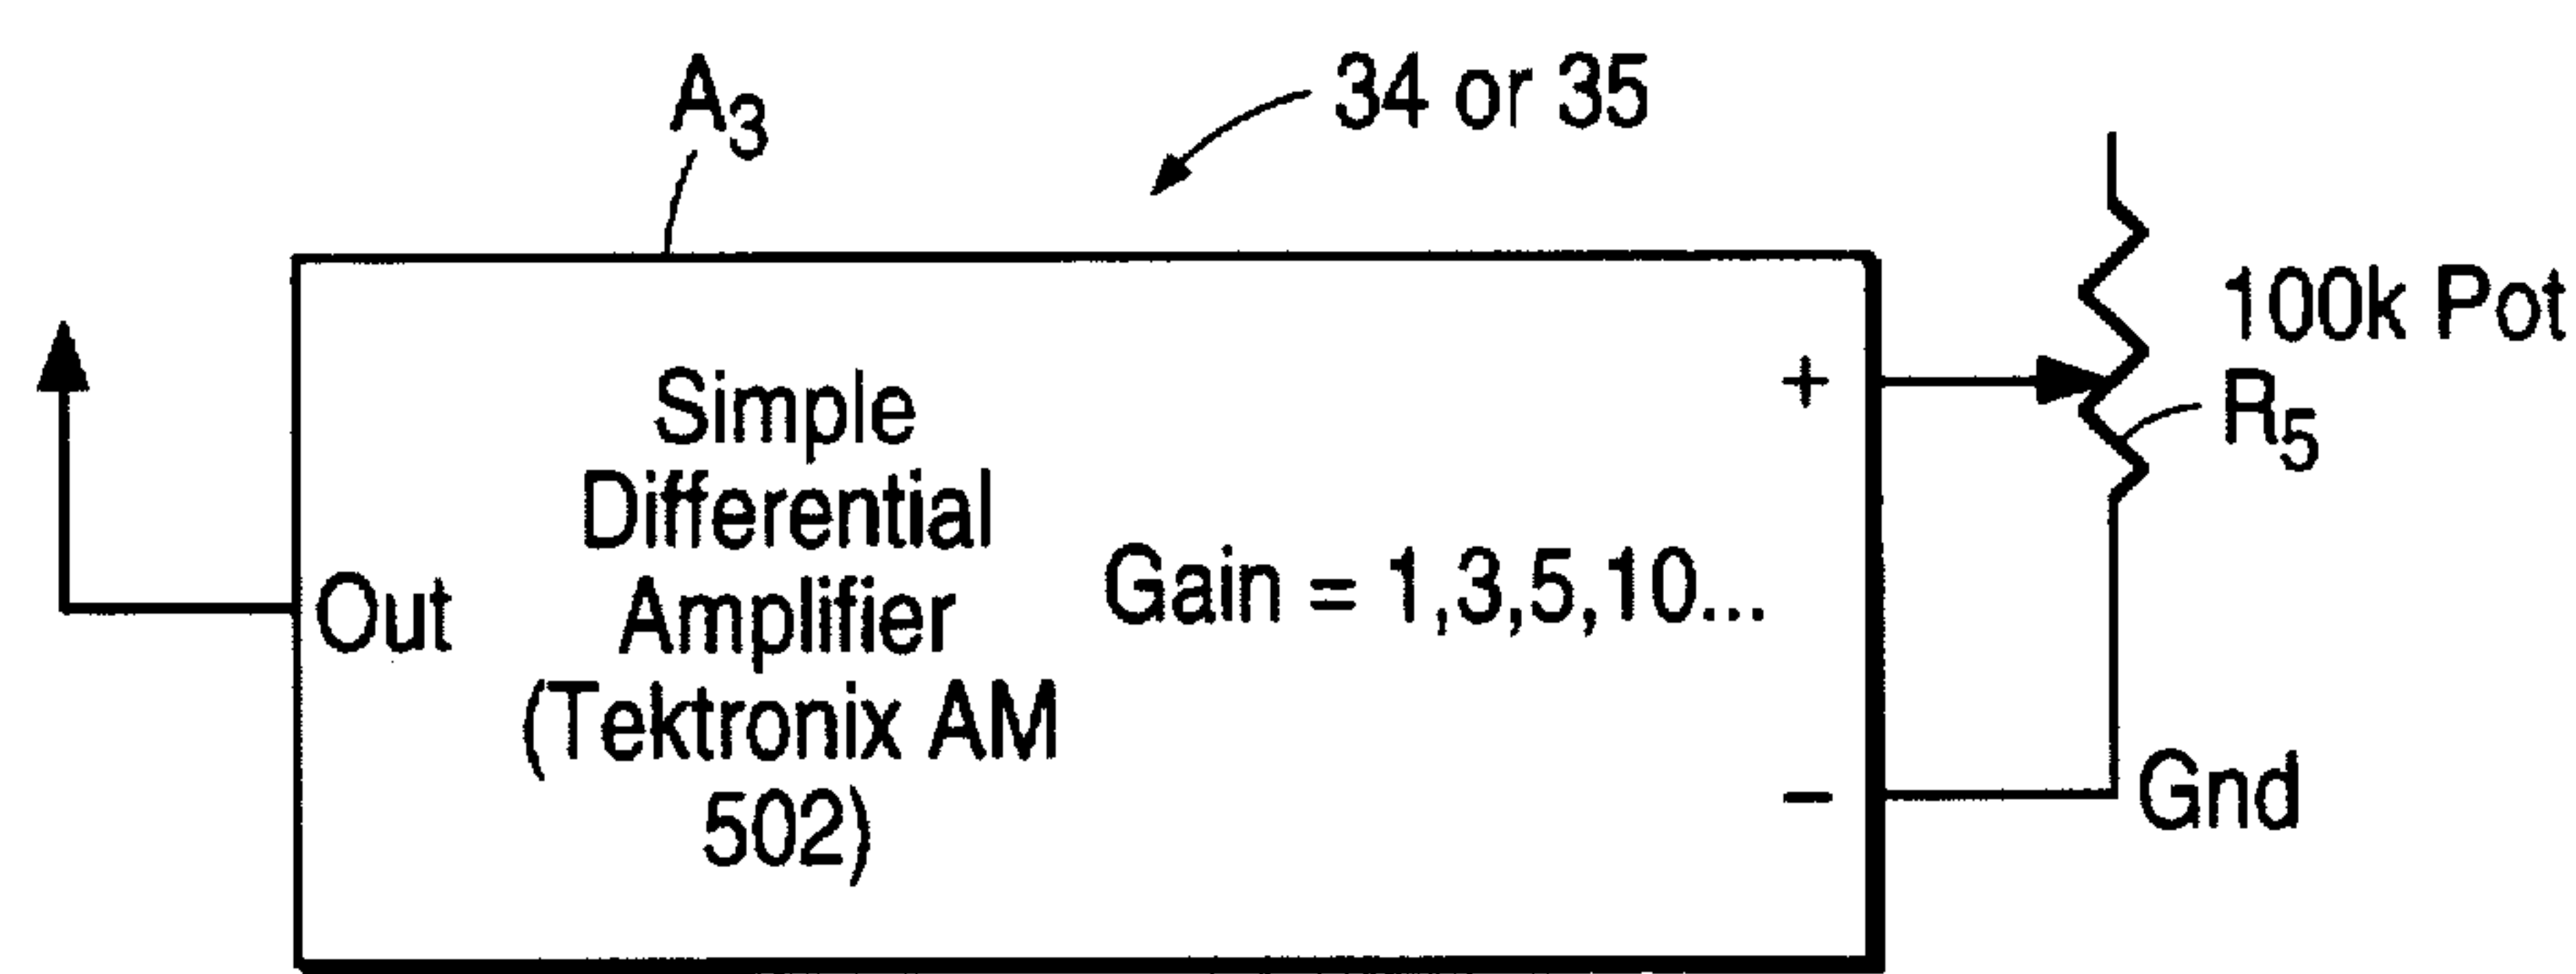 A3
34 or 35
100k Pot
R5
+
Simple
Differential
Amplifier
(Tektronix AM
502)
Gain = 1,3,5,10...
Out
−
Gnd